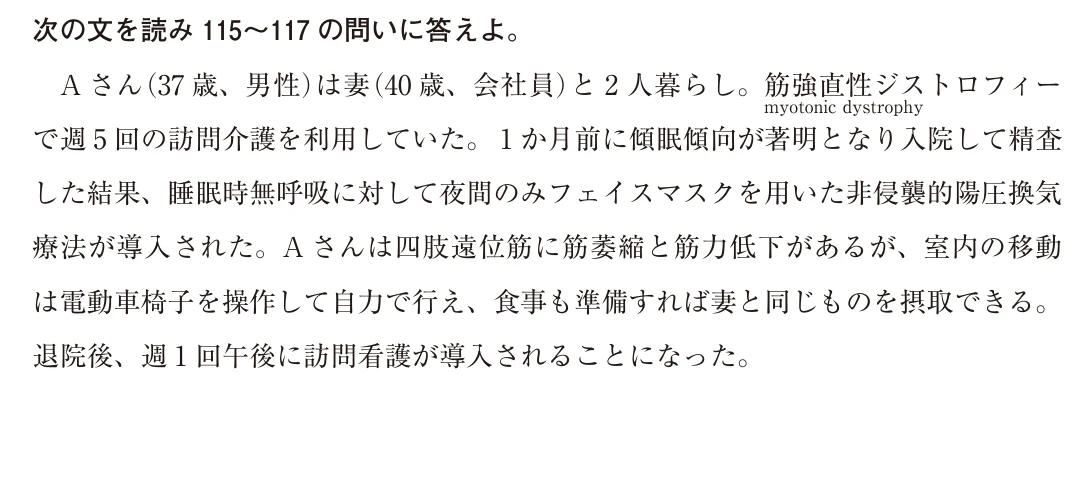 次の文を読み 115〜117 の問いに答えよ。
A さん(37 歳、男性)は妻(40 歳、会社員)と 2 人暮らし。筋強直性ジストロフィー
myotonic dystrophy
で週 5 回の訪問介護を利用していた。1 か月前に傾眠傾向が著明となり入院して精査
した結果、睡眠時無呼吸に対して夜間のみフェイスマスクを用いた非侵襲的陽圧換気
療法が導入された。A さんは四肢遠位筋に筋萎縮と筋力低下があるが、室内の移動
は電動車椅子を操作して自力で行え、食事も準備すれば妻と同じものを摂取できる。
退院後、週 1 回午後に訪問看護が導入されることになった。